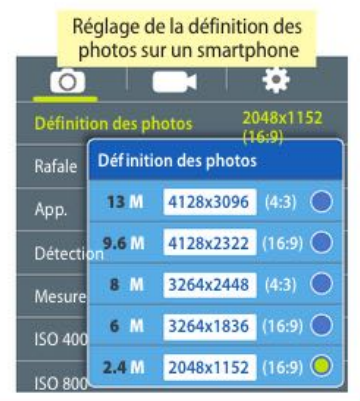 Réglage de la définition des
photos sur un smartphone
Définition des photos 2048x1152
(16:9)
Rafale
Définition des photos
App.
13 M 4128x3096 (4:3)
Détection
9.6 M 4128x2322 (16:9)
Mesure
8 M 3264x2448 (4:3)
ISO 400
6 M 3264x1836 (16:9)
ISO 800
2.4 M 2048x1152 (16:9)